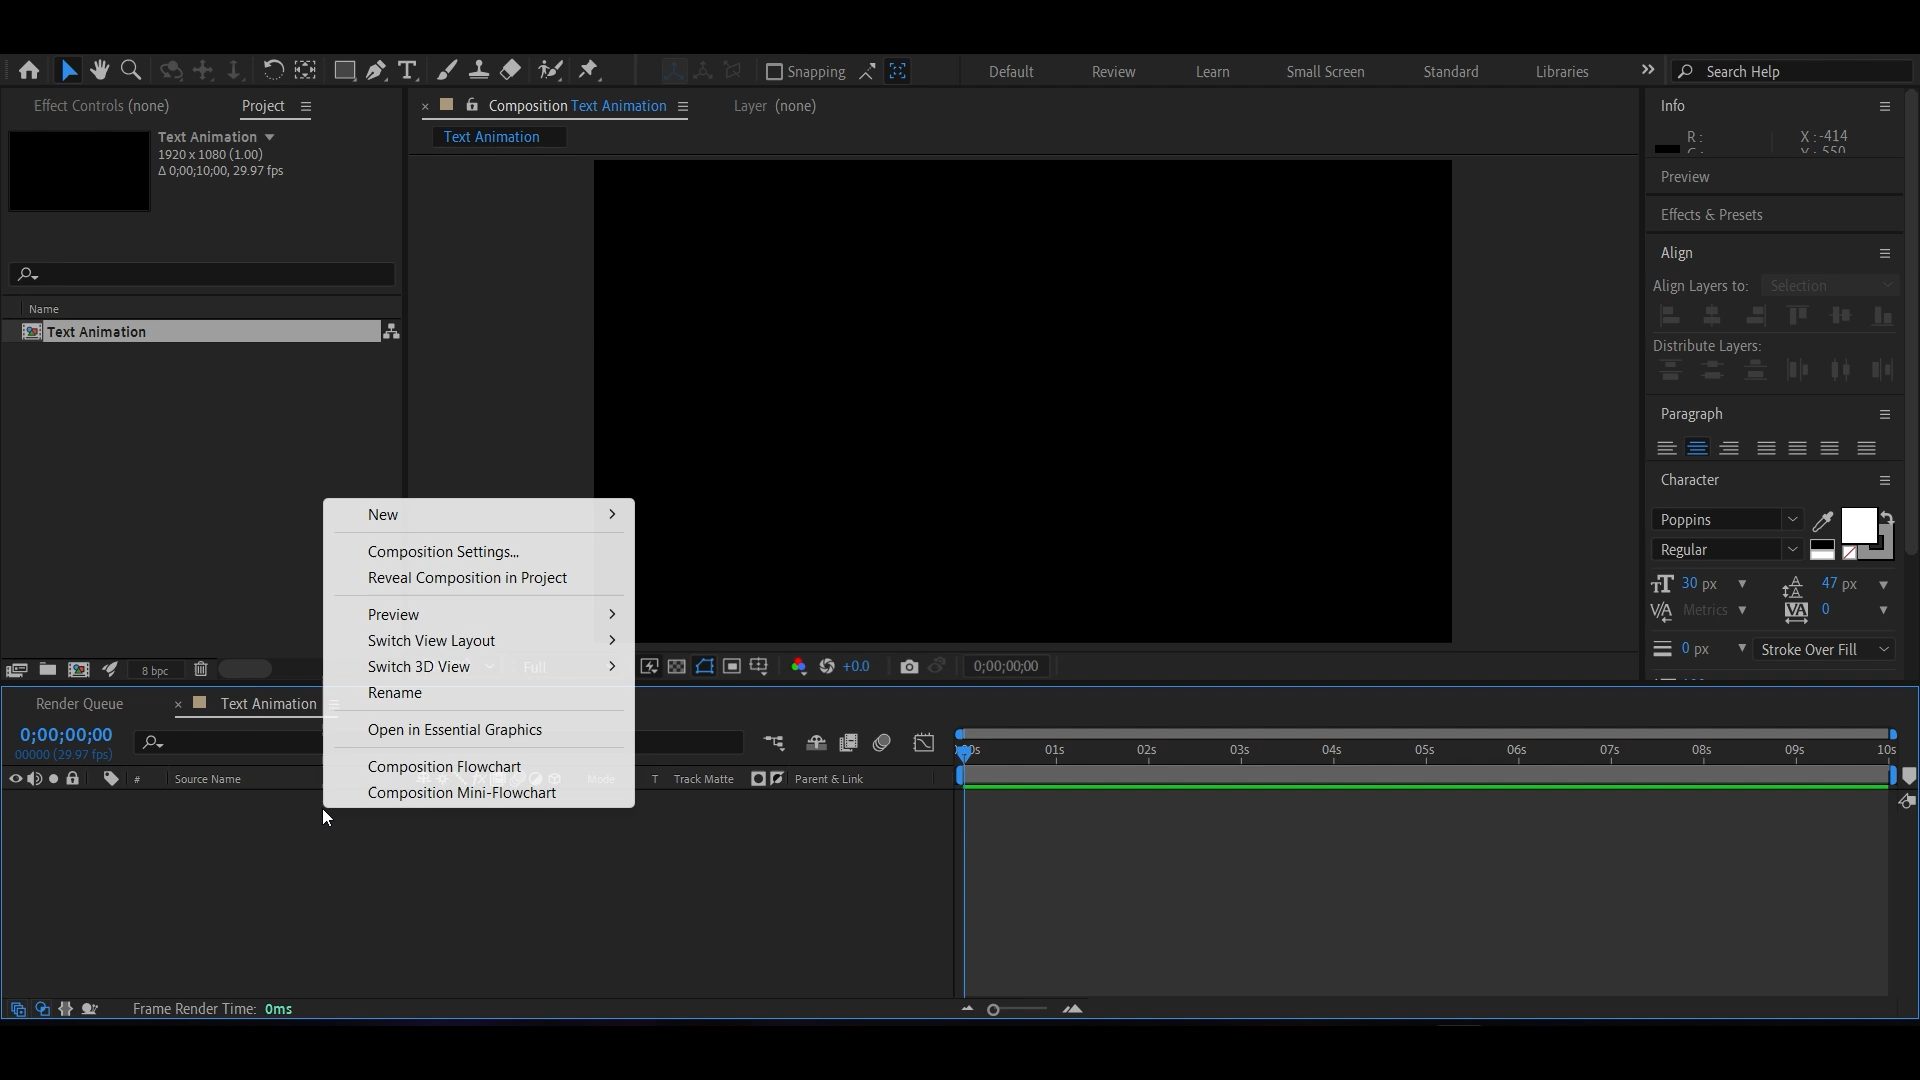 Snapping
Default
Review
Learn
Small Screen
Standard
Libraries
Search Help
Effect Controls (none)
Project
Composition Text Animation
Layer (none)
Info
Text Animation
1920 x 1080 (1.00)
Δ 0;00;10;00, 29.97 fps
Text Animation
R :
X : -414
Y : 550
Preview
Effects & Presets
Align
Align Layers to:
Selection
Name
Text Animation
Distribute Layers:
Paragraph
Character
Poppins
Regular
30 px
47 px
Metrics
0
0 px
Stroke Over Fill
New
Composition Settings...
Reveal Composition in Project
Preview
Switch View Layout
Switch 3D View
Full
Rename
Open in Essential Graphics
Composition Flowchart
Composition Mini-Flowchart
8 bpc
+0.0
0;00;00;00
Render Queue
Text Animation
0;00;00;00
00000 (29.97 fps)
00s 01s 02s 03s 04s 05s 06s 07s 08s 09s 10s
#
Source Name
Mode
T
Track Matte
Parent & Link
Frame Render Time: 0ms